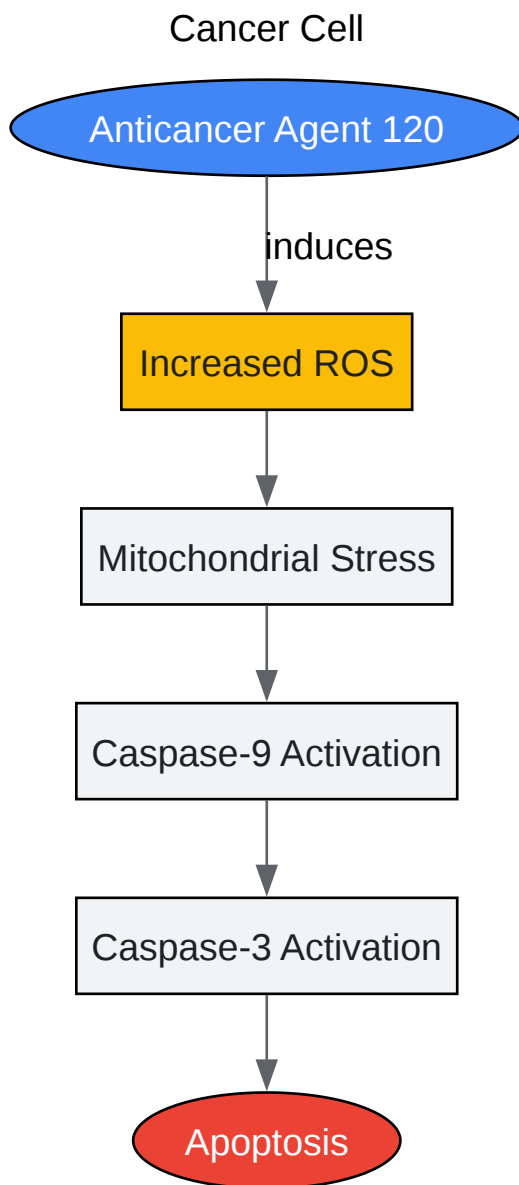 Cancer Cell
Anticancer Agent 120
induces
Increased ROS
Mitochondrial Stress
Caspase-9 Activation
Caspase-3 Activation
Apoptosis